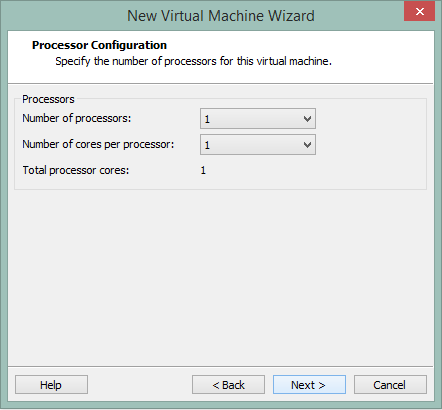 New Virtual Machine Wizard
Processor Configuration
Specify the number of processors for this virtual machine.
Processors
Number of processors: 1
Number of cores per processor: 1
Total processor cores: 1
Help < Back Next > Cancel